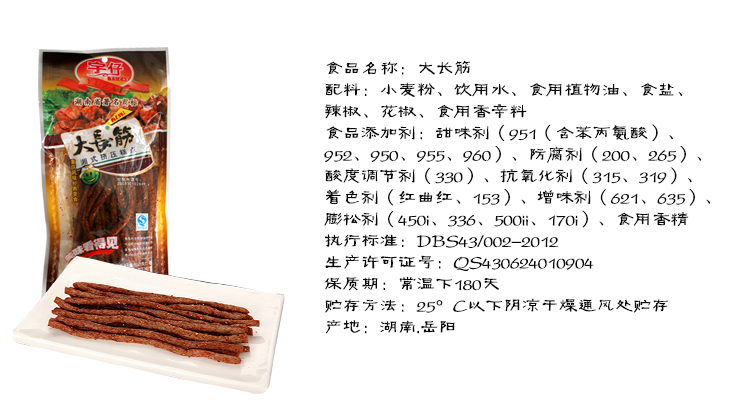 食品名称：大长筋
配料：小麦粉、饮用水、食用植物油、食盐、
辣椒、花椒、食用香辛料
食品添加剂：甜味剂（951（含苯丙氨酸）、
952、950、955、960）、防腐剂（200、265）、
酸度调节剂（330）、抗氧化剂（315、319）、
着色剂（红曲红、153）、增味剂（621、635）、
膨松剂（450i、336、500ii、170i）、食用香精
执行标准：DBS43/002—2012
生产许可证号：QS430624010904
保质期：常温下180天
贮存方法：25° C以下阴凉干燥通风处贮存
产地：湖南.岳阳
大长筋
看得见